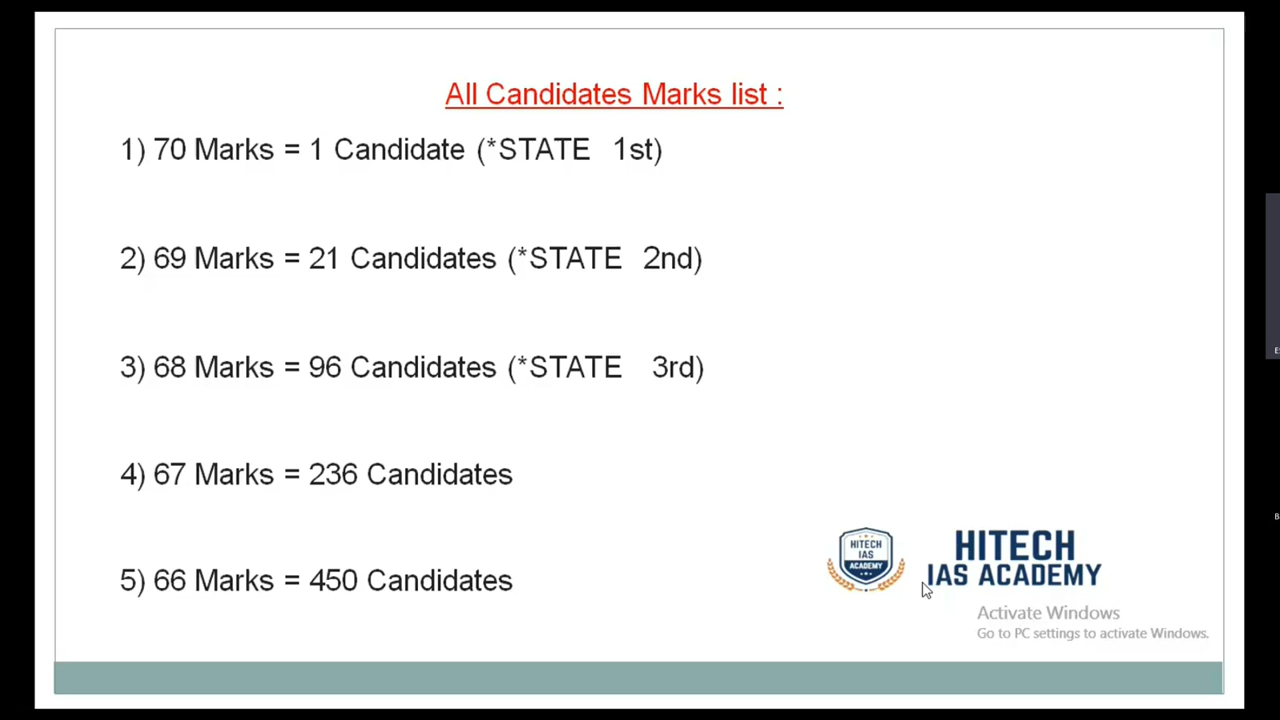 All Candidates Marks list :
1) 70 Marks = 1 Candidate (*STATE 1st)
2) 69 Marks = 21 Candidates (*STATE 2nd)
3) 68 Marks = 96 Candidates (*STATE 3rd)
4) 67 Marks = 236 Candidates
5) 66 Marks = 450 Candidates
HITECH
IAS
ACADEMY
HITECH
IAS ACADEMY
Activate Windows
Go to PC settings to activate Windows.